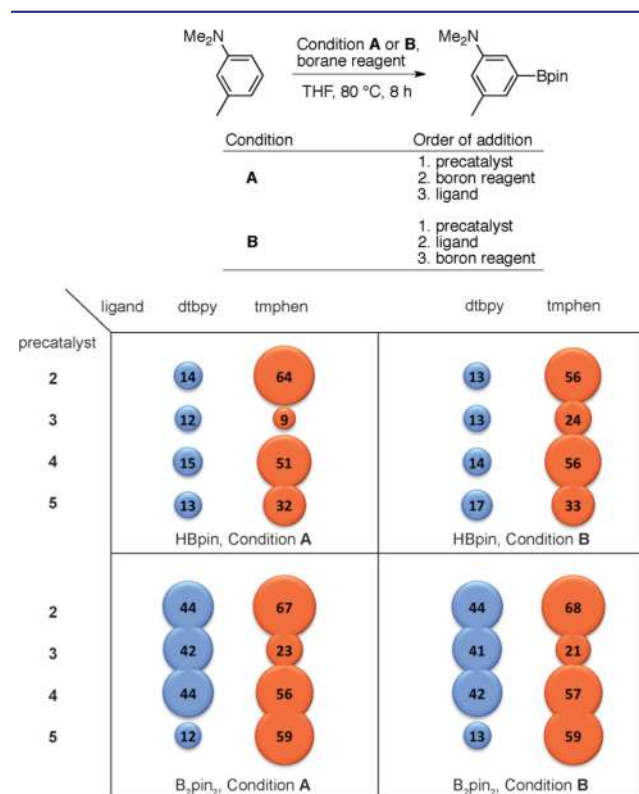 Me₂N
Condition A or B,
borane reagent
THF, 80 °C, 8 h
Me₂N
Bpin
Condition Order of addition
A
1. precatalyst
2. boron reagent
3. ligand
B
1. precatalyst
2. ligand
3. boron reagent
ligand dtbpy tmphen dtbpy tmphen
precatalyst
2 14 64 13 56
3 12 9 13 24
4 15 51 14 56
5 13 32 17 33
HBpin, Condition A HBpin, Condition B
2 44 67 44 68
3 42 23 41 21
4 44 56 42 57
5 12 59 13 59
B₂pin₂, Condition A B₂pin₂, Condition B